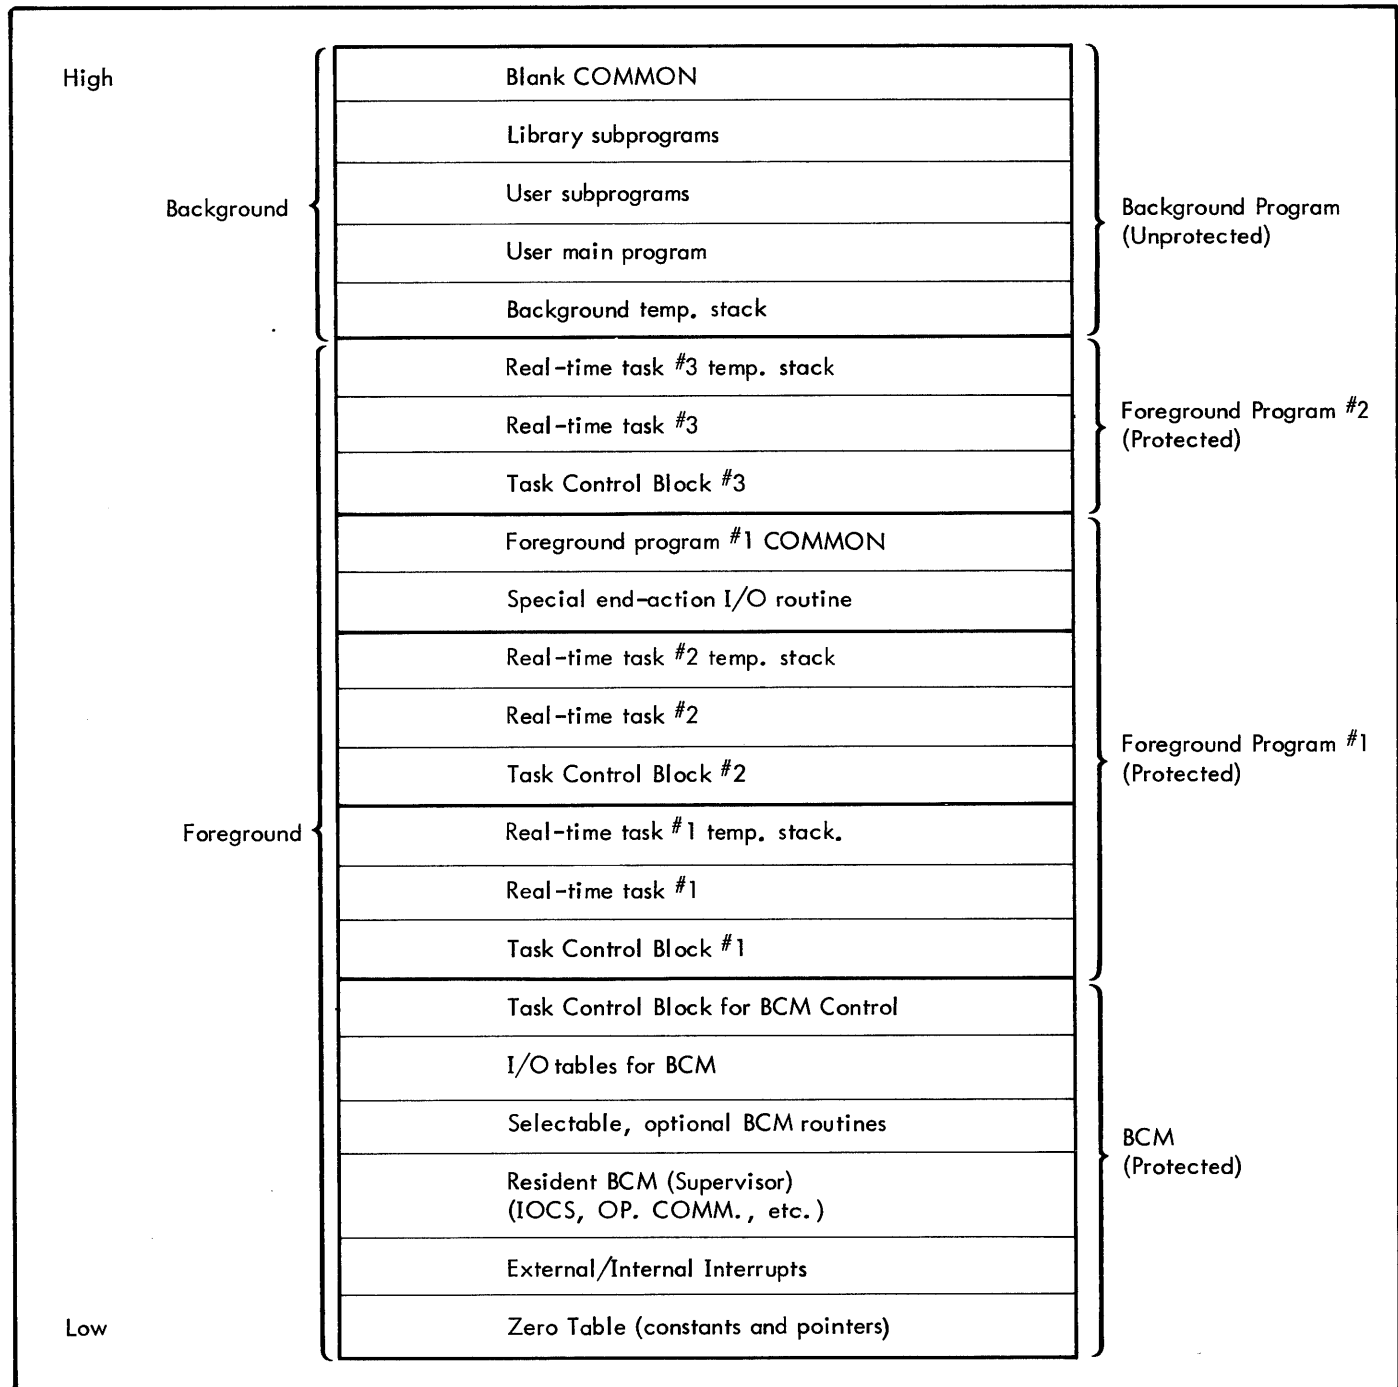 High
Blank COMMON
Library subprograms
Background
User subprograms
Background Program
(Unprotected)
User main program
Background temp. stack
Real-time task #3 temp. stack
Real-time task #3
Foreground Program #2
(Protected)
Task Control Block #3
Foreground program #1 COMMON
Special end-action I/O routine
Real-time task #2 temp. stack
Real-time task #2
Foreground Program #1
(Protected)
Task Control Block #2
Foreground
Real-time task #1 temp. stack.
Real-time task #1
Task Control Block #1
Task Control Block for BCM Control
I/O tables for BCM
Selectable, optional BCM routines
BCM
(Protected)
Resident BCM (Supervisor)
(IOCS, OP. COMM., etc.)
External/Internal Interrupts
Low
Zero Table (constants and pointers)